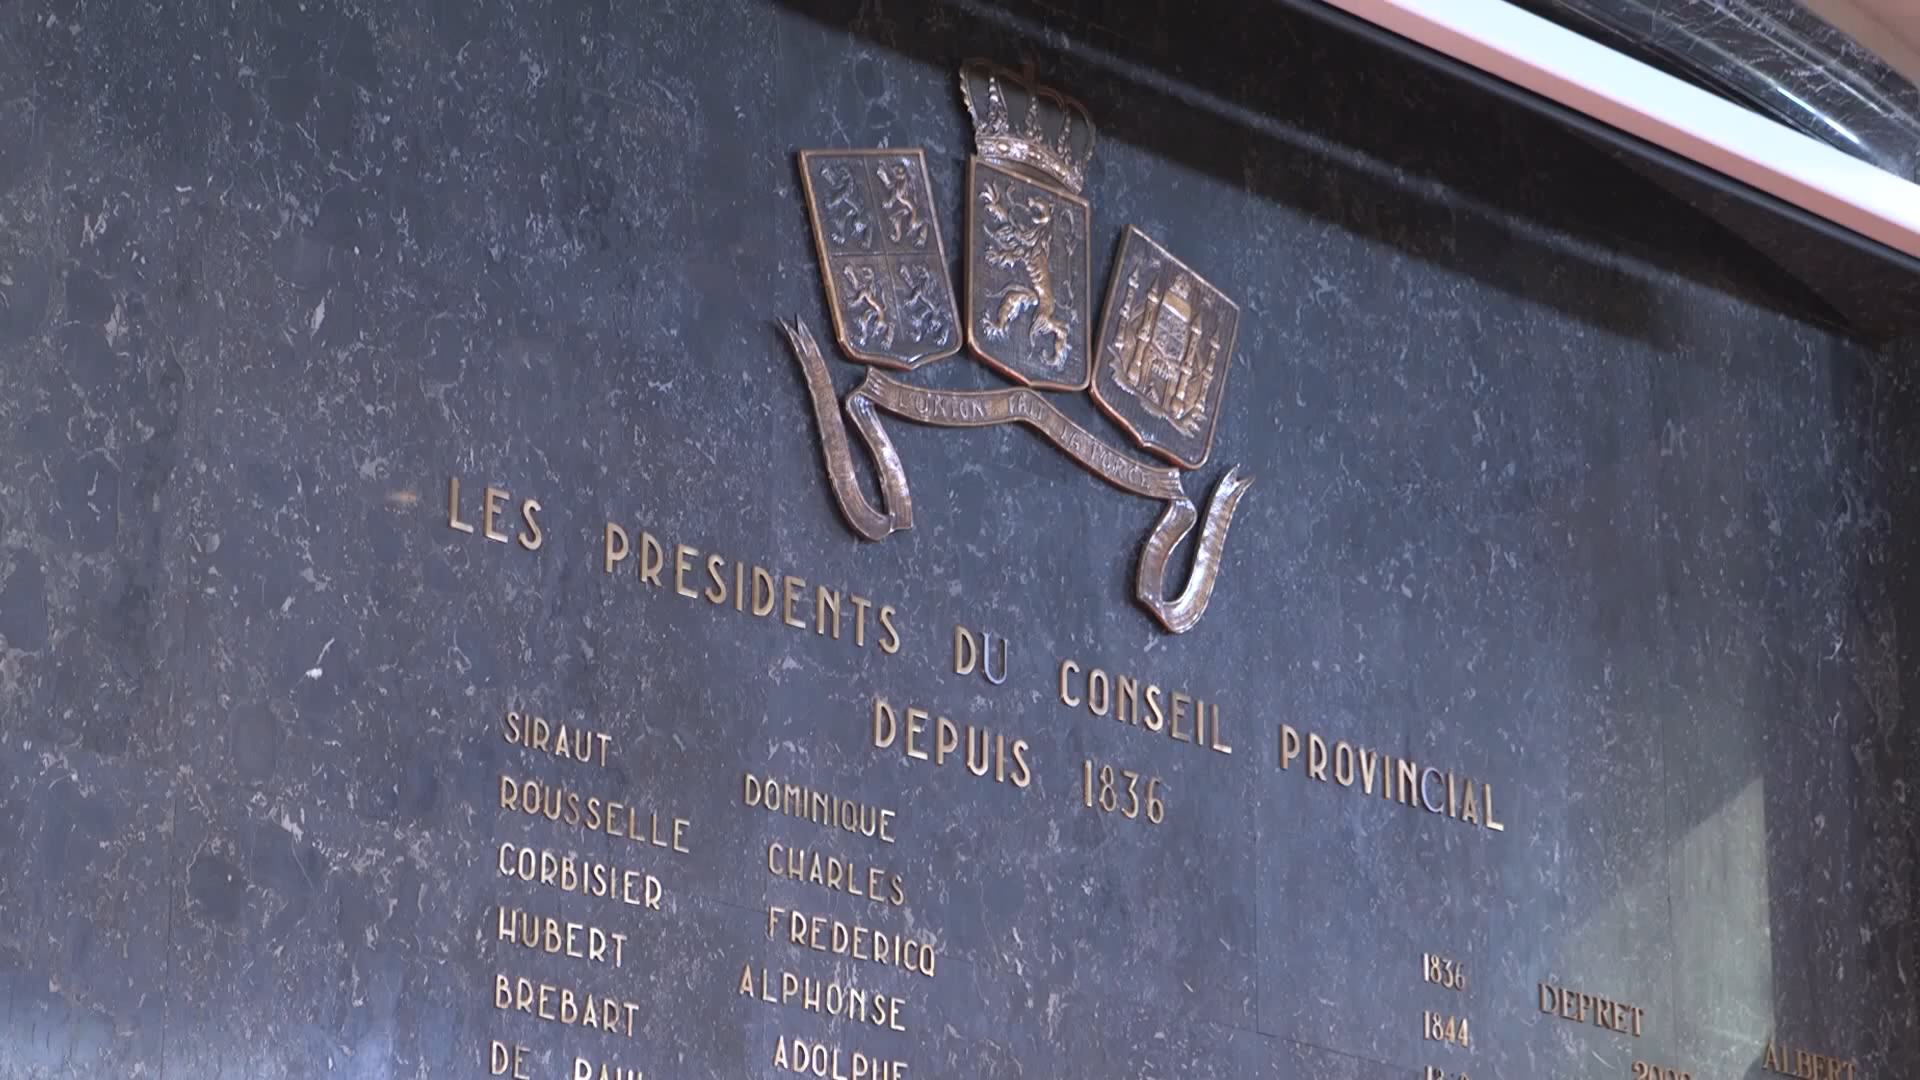 L'UNION FAIT LA FORCE
LES PRESIDENTS DU CONSEIL PROVINCIAL
DEPUIS 1836
SIRAUT DOMINIQUE 1836
ROUSSELLE CHARLES 1844
CORBISIER FREDERICQ
HUBERT ALPHONSE
BREBART ADOLPHE
DE
DEPRET ALBERT